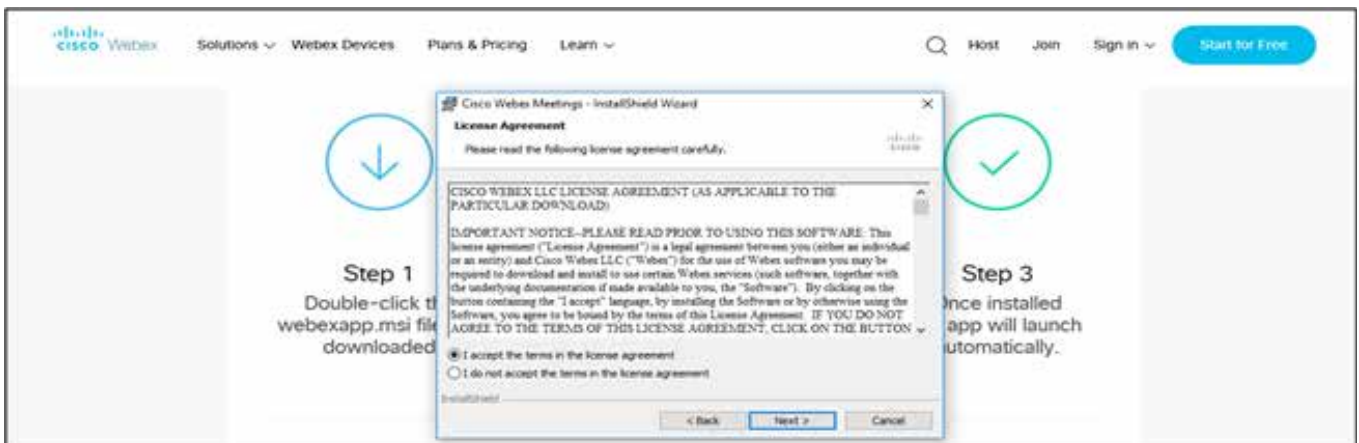 CISCO Webex Solutions Webex Devices Plans & Pricing Learn Host Join Sign in Start for Free
Cisco Webex Meetings - InstallShield Wizard
License Agreement
Please read the following license agreement carefully.
CISCO WEBEX LLC LICENSE AGREEMENT (AS APPLICABLE TO THE
PARTICULAR DOWNLOAD)
IMPORTANT NOTICE--PLEASE READ PRIOR TO USING THIS SOFTWARE: This
license agreement ("License Agreement") is a legal agreement between you (either an individual
or an entity) and Cisco Webex LLC ("Webex") for the use of Webex software you may be
required to download and install to use certain Webex services (such software, together with
the underlying documentation if made available to you, the "Software"). By clicking on the
button containing the "I accept" language, by installing the Software or by otherwise using the
Software, you agree to be bound by the terms of this License Agreement. IF YOU DO NOT
AGREE TO THE TERMS OF THIS LICENSE AGREEMENT, CLICK ON THE BUTTON
I accept the terms in the license agreement
I do not accept the terms in the license agreement
InstallShield
< Back Next > Cancel
Step 1
Double-click
webexapp.msi
downloaded
Step 3
Once installed
app will launch
automatically.